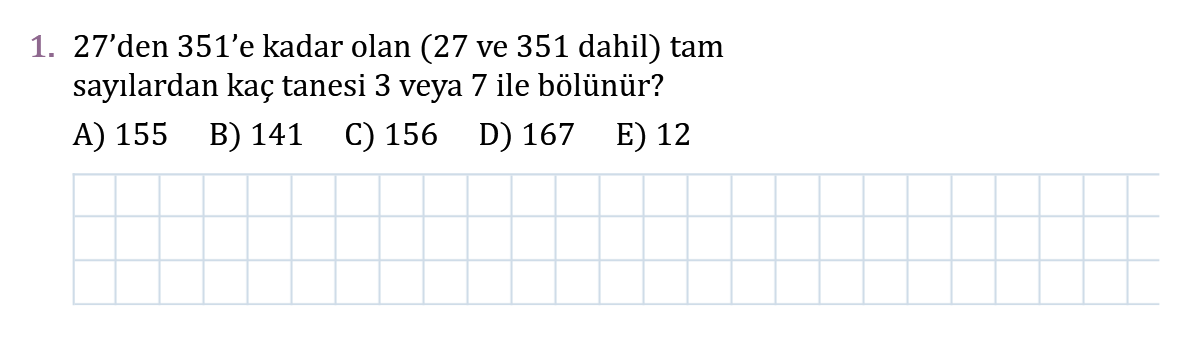 1. 27’den 351’e kadar olan (27 ve 351 dahil) tam
sayılardan kaç tanesi 3 veya 7 ile bölünür?
A) 155 B) 141 C) 156 D) 167 E) 12